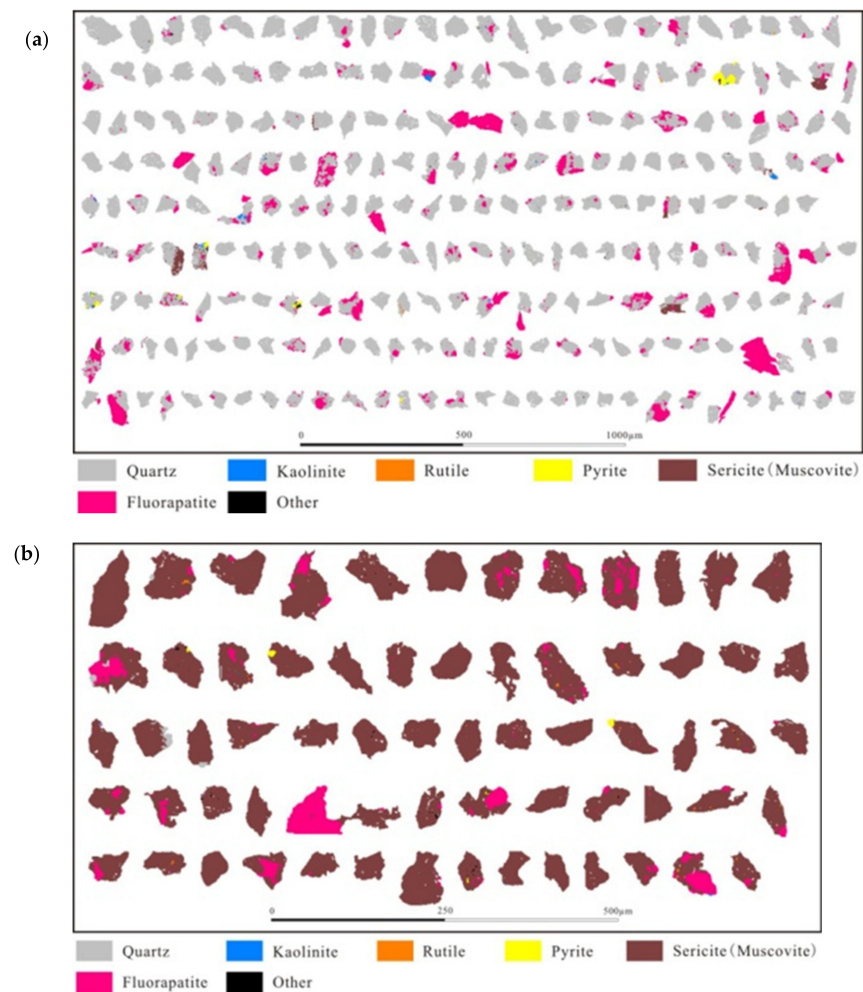 (a)
0 500 1000μm
Quartz Kaolinite Rutile Pyrite Sericite(Muscovite)
Fluorapatite Other
(b)
0 250 500μm
Quartz Kaolinite Rutile Pyrite Sericite(Muscovite)
Fluorapatite Other